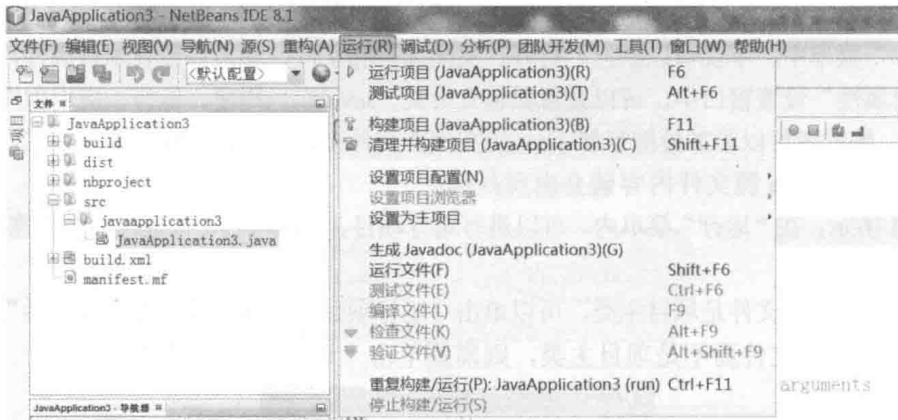 JavaApplication3 - NetBeans IDE 8.1
文件(F) 编辑(E) 视图(V) 导航(N) 源(S) 重构(A) 运行(R) 调试(D) 分析(P) 团队开发(M) 工具(T) 窗口(W) 帮助(H)
<默认配置>
运行项目 (JavaApplication3)(R) F6
测试项目 (JavaApplication3)(T) Alt+F6
构建项目 (JavaApplication3)(B) F11
清理并构建项目 (JavaApplication3)(C) Shift+F11
设置项目配置(N)
设置项目浏览器
设置为主项目
生成 Javadoc (JavaApplication3)(G)
运行文件(F) Shift+F6
测试文件(E) Ctrl+F6
编译文件(L) F9
检查文件(K) Alt+F9
验证文件(V) Alt+Shift+F9
重复构建/运行(P): JavaApplication3 (run) Ctrl+F11
停止构建/运行(S)
文件
项
JavaApplication3
build
dist
nbproject
src
javaapplication3
JavaApplication3.java
build.xml
manifest.mf
JavaApplication3 - 导航器
arguments